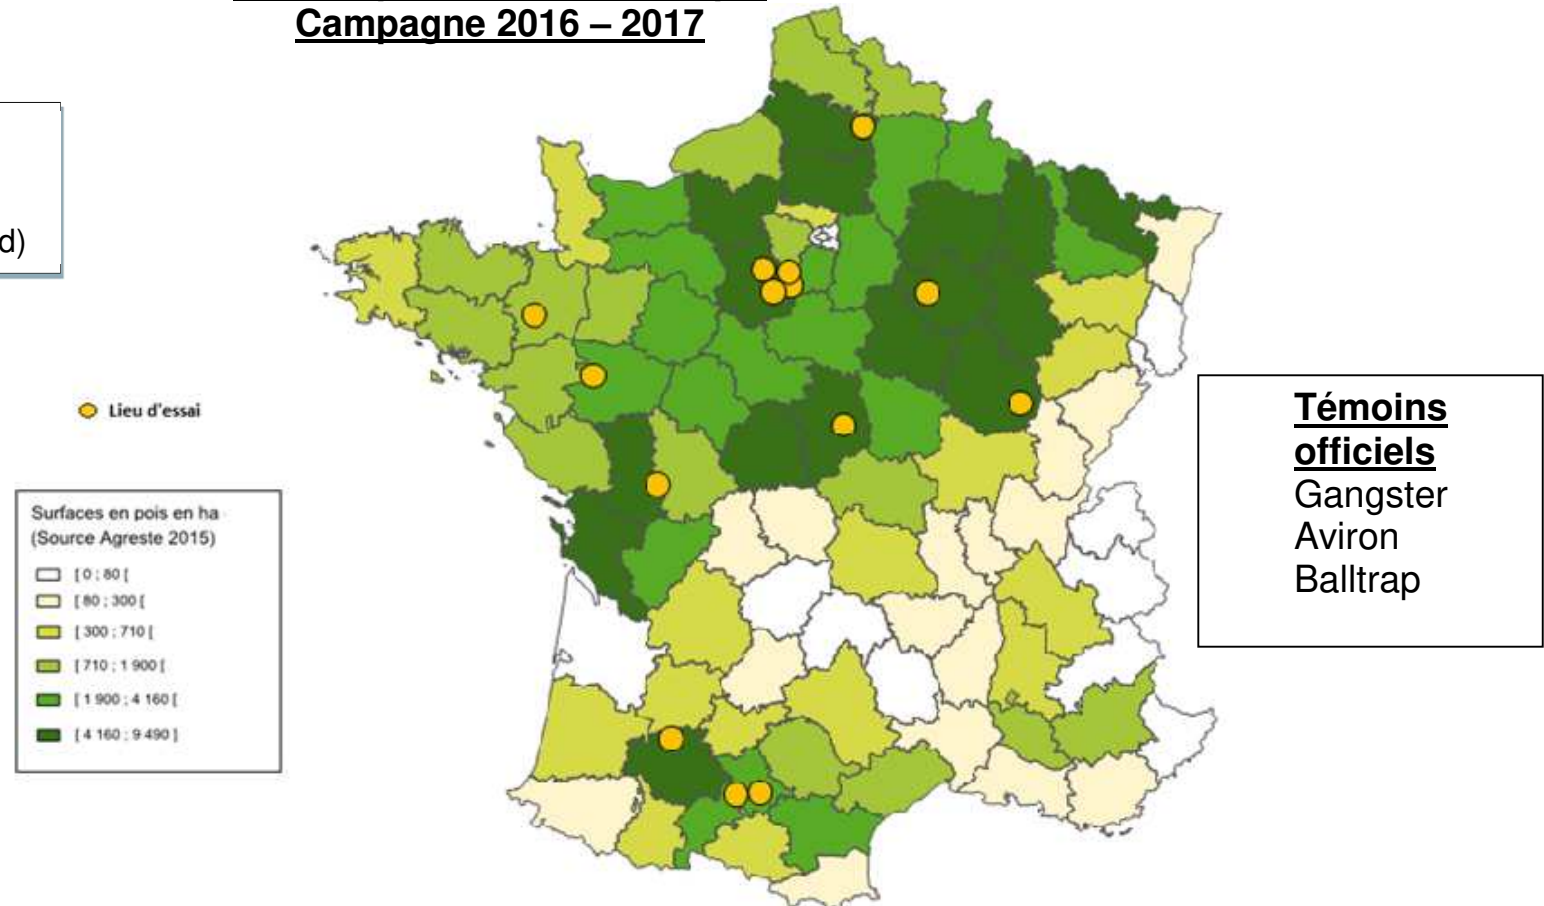 Campagne 2016 – 2017
d)
Lieu d'essai
Surfaces en pois en ha
(Source Agreste 2015)
[ 0 ; 80 [
[ 80 ; 300 [
[ 300 ; 710 [
[ 710 ; 1 900 [
[ 1 900 ; 4 160 [
[ 4 160 ; 9 490 ]
Témoins
officiels
Gangster
Aviron
Balltrap